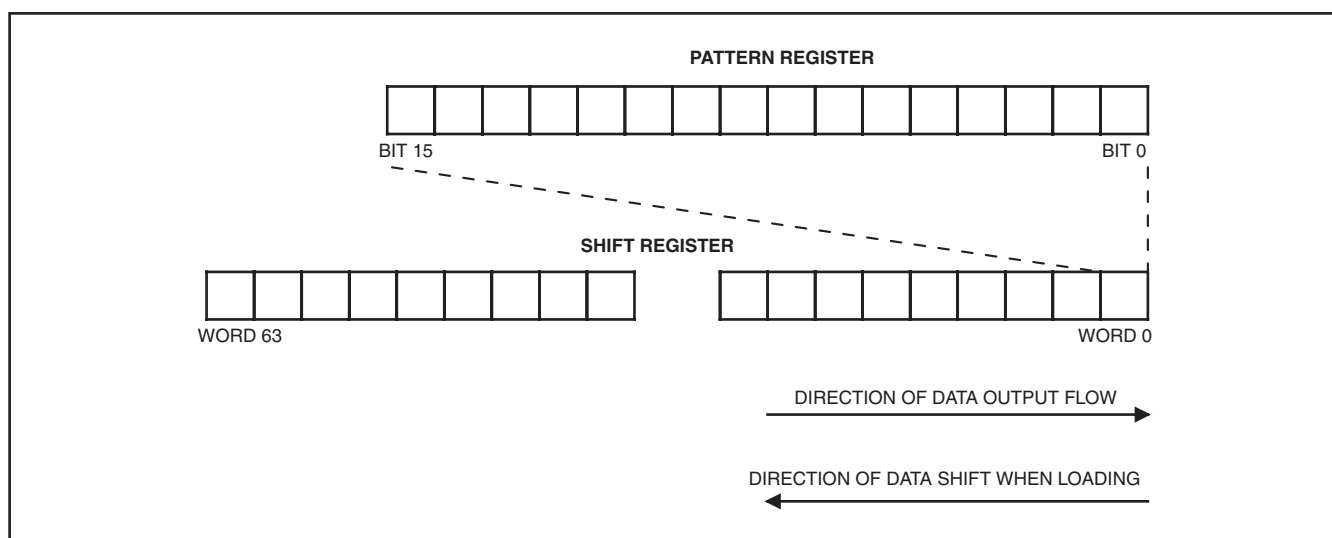 PATTERN REGISTER
BIT 15 BIT 0
SHIFT REGISTER
WORD 63 WORD 0
DIRECTION OF DATA OUTPUT FLOW
DIRECTION OF DATA SHIFT WHEN LOADING